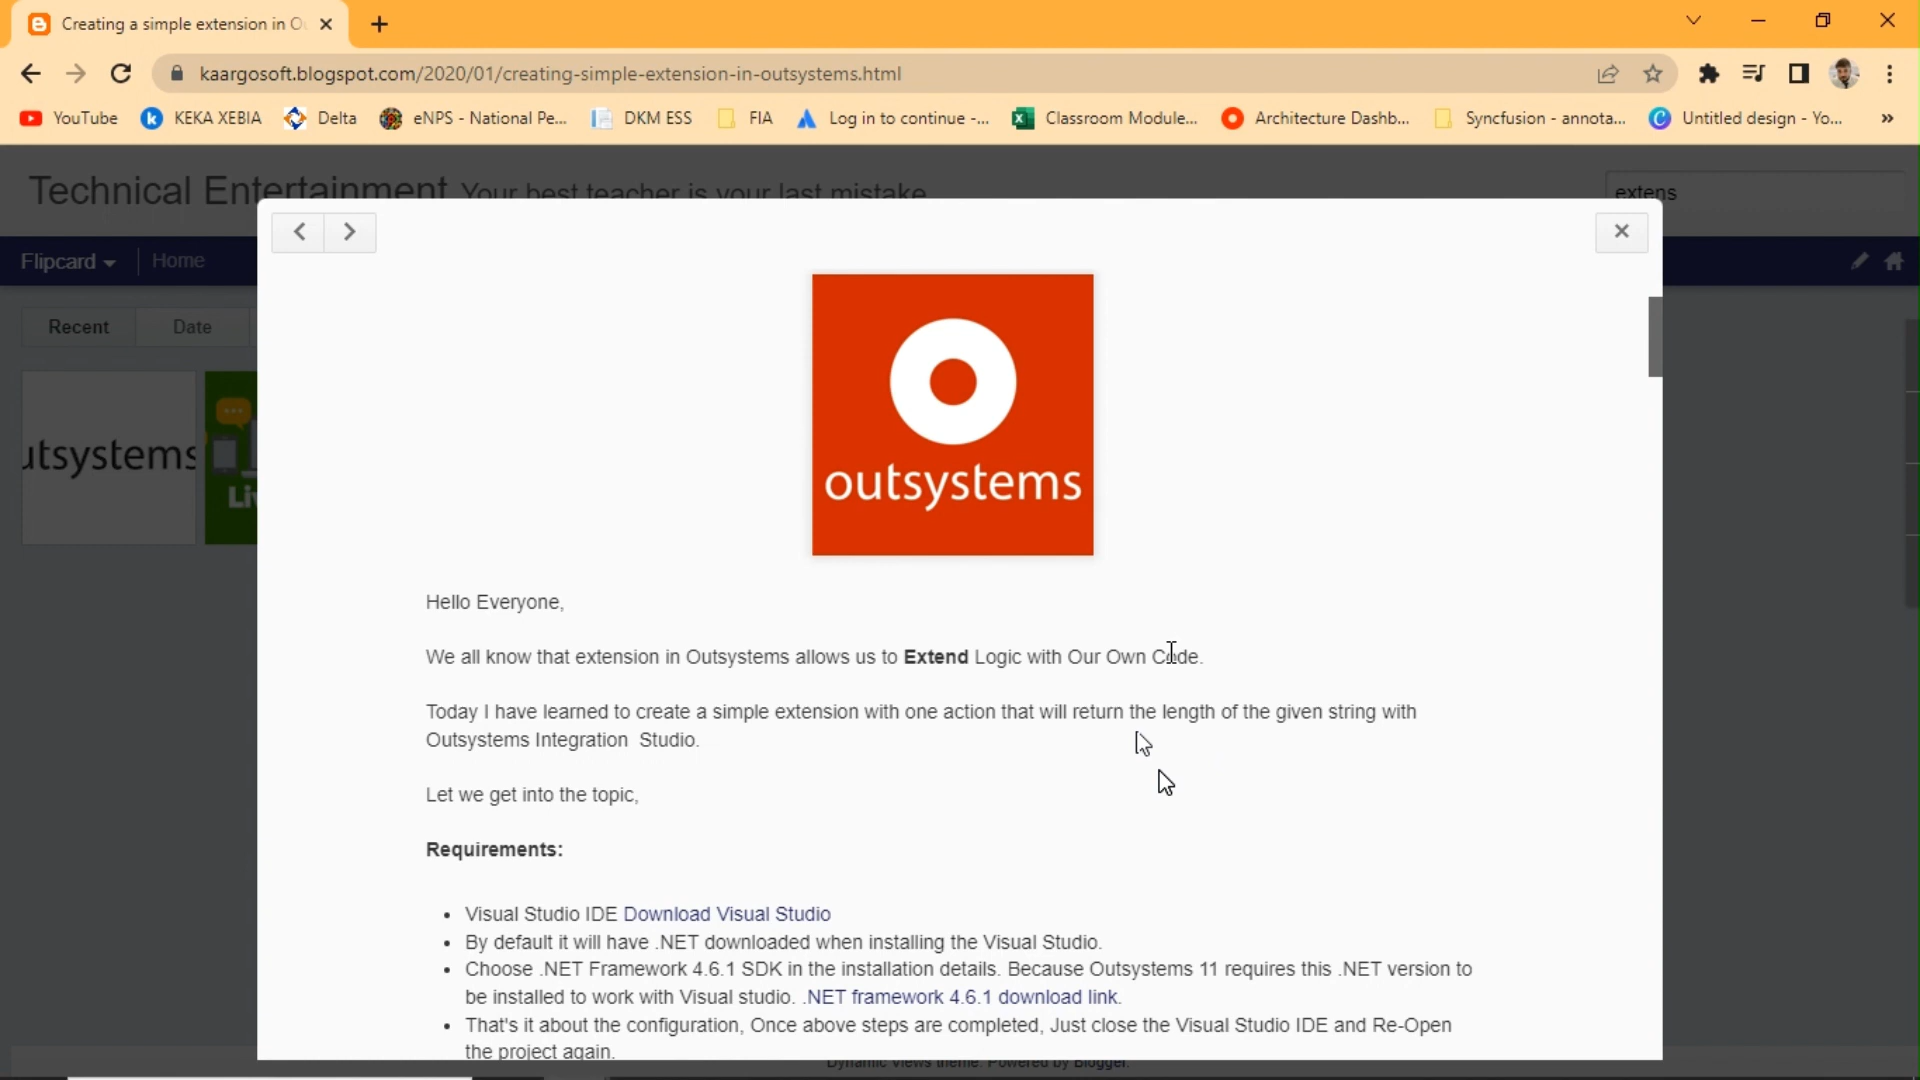 Creating a simple extension in O
kaargosoft.blogspot.com/2020/01/creating-simple-extension-in-outsystems.html
YouTube KEKA XEBIA Delta eNPS - National Pe... DKM ESS FIA Log in to continue -... Classroom Module... Architecture Dashb... Syncfusion - annota... Untitled design - Yo... »
Technical Entertainment Your best teacher is your last mistake
extens
Flipcard Home
Recent Date
outsystems
utsystems
Liv
Hello Everyone,
We all know that extension in Outsystems allows us to Extend Logic with Our Own Code.
Today I have learned to create a simple extension with one action that will return the length of the given string with
Outsystems Integration Studio.
Let we get into the topic,
Requirements:
• Visual Studio IDE Download Visual Studio
• By default it will have .NET downloaded when installing the Visual Studio.
• Choose .NET Framework 4.6.1 SDK in the installation details. Because Outsystems 11 requires this .NET version to
be installed to work with Visual studio. .NET framework 4.6.1 download link.
• That's it about the configuration, Once above steps are completed, Just close the Visual Studio IDE and Re-Open
the project again.
Dynamic Views theme. Powered by Blogger.